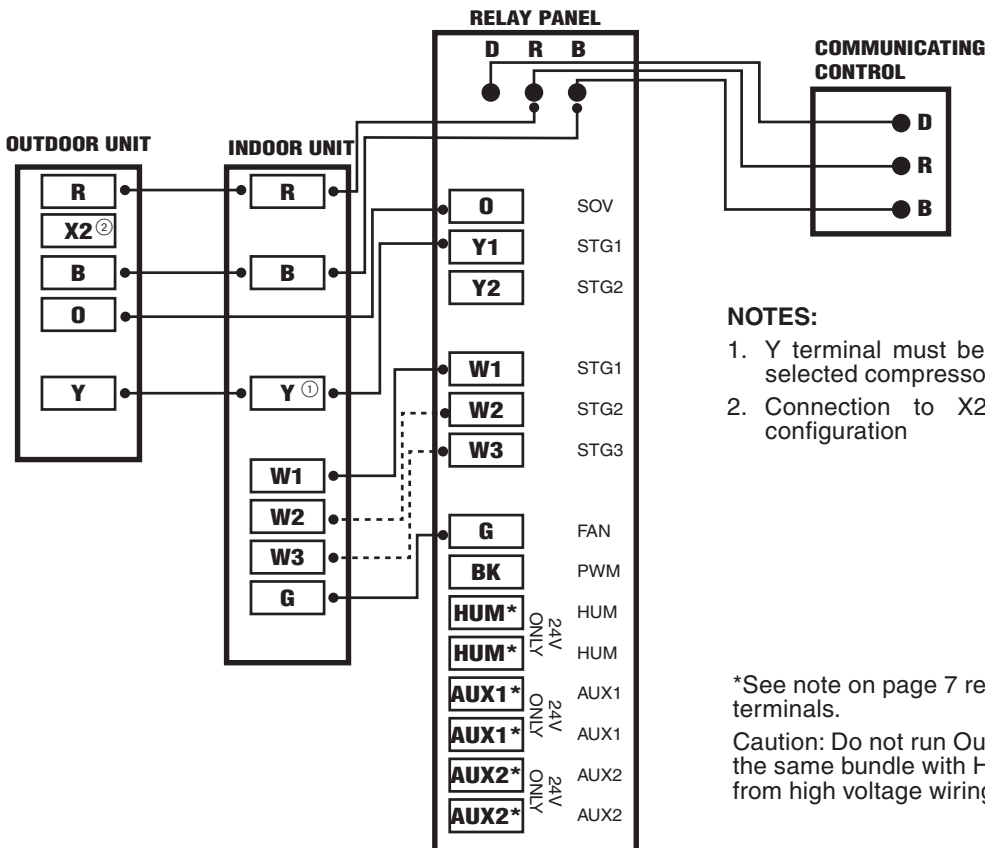 RELAY PANEL
D R B
COMMUNICATING
CONTROL
D
R
B
OUTDOOR UNIT
R
X2 ②
B
O
Y
INDOOR UNIT
R
B
Y ①
W1
W2
W3
G
O SOV
Y1 STG1
Y2 STG2
W1 STG1
W2 STG2
W3 STG3
G FAN
BK PWM
HUM* HUM
24V
ONLY
HUM* HUM
AUX1* AUX1
24V
ONLY
AUX1* AUX1
AUX2* AUX2
24V
ONLY
AUX2* AUX2
NOTES:
1. Y terminal must be
selected compresso
2. Connection to X2
configuration
*See note on page 7 re
terminals.
Caution: Do not run Ou
the same bundle with H
from high voltage wiring